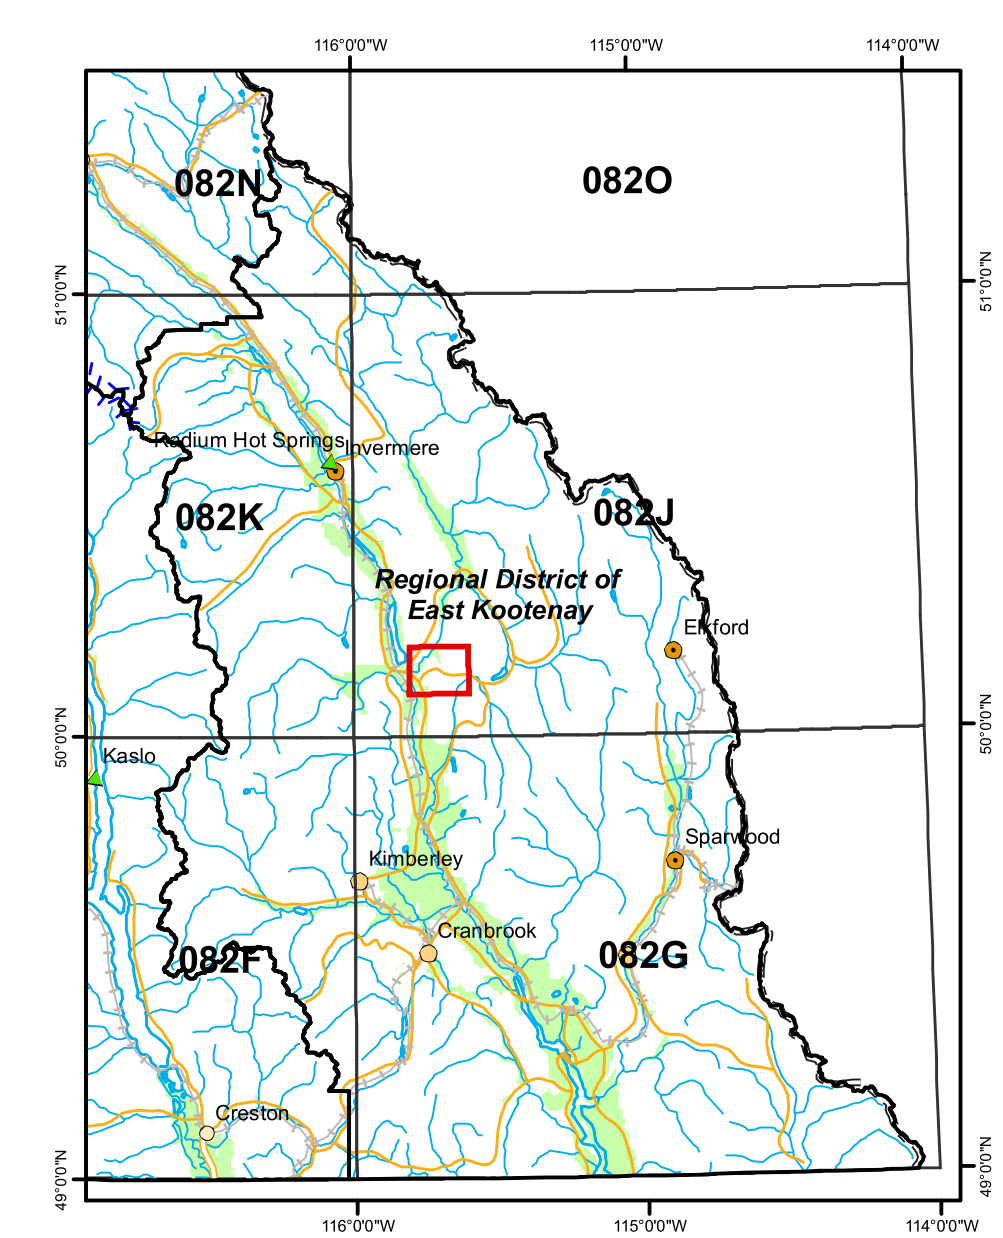 116°0'0"W
115°0'0"W
114°0'0"W
082N
082O
51°0'0"N
51°0'0"N
Radium Hot Springs
Invermere
082K
082J
Regional District of
East Kootenay
Elkford
50°0'0"N
50°0'0"N
Kaslo
Sparwood
Kimberley
Cranbrook
082F
082G
Creston
49°0'0"N
49°0'0"N
116°0'0"W
115°0'0"W
114°0'0"W